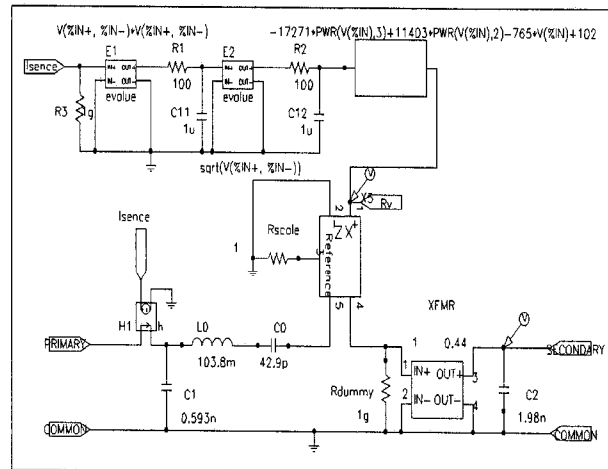 V(%IN+, %IN-)*V(%IN+, %IN-)
-17271*PWR(V(%IN),3)+11403*PWR(V(%IN),2)-765*V(%IN)+102
E1
R1
E2
R2
Isence
IN+ OUT+
IN- OUT-
IN+ OUT+
IN- OUT-
evalue
100
evalue
100
R3
1g
C11
1u
C12
1u
sqrt(V(%IN+, %IN-))
V
X3
Rv
2
1
ZX
+
Isence
Rscale
1
3
Reference
5
4
XFMR
H1
h
L0
C0
1
0.44
V
PRIMARY
103.8m
42.9p
SECONDARY
1
IN+ OUT+
3
2
IN- OUT-
4
C1
0.593n
Rdummy
1g
C2
1.98n
COMMON
COMMON